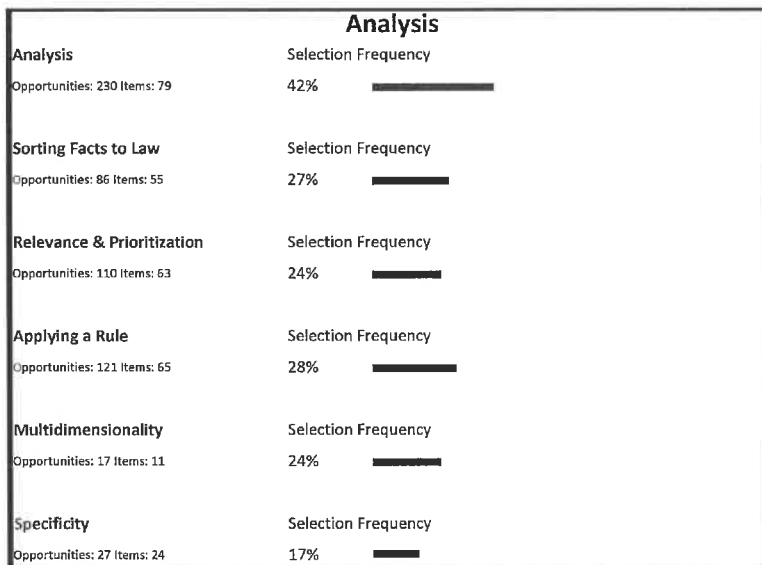 Analysis
Analysis Selection Frequency
Opportunities: 230 Items: 79 42%
Sorting Facts to Law Selection Frequency
Opportunities: 86 Items: 55 27%
Relevance & Prioritization Selection Frequency
Opportunities: 110 Items: 63 24%
Applying a Rule Selection Frequency
Opportunities: 121 Items: 65 28%
Multidimensionality Selection Frequency
Opportunities: 17 Items: 11 24%
Specificity Selection Frequency
Opportunities: 27 Items: 24 17%